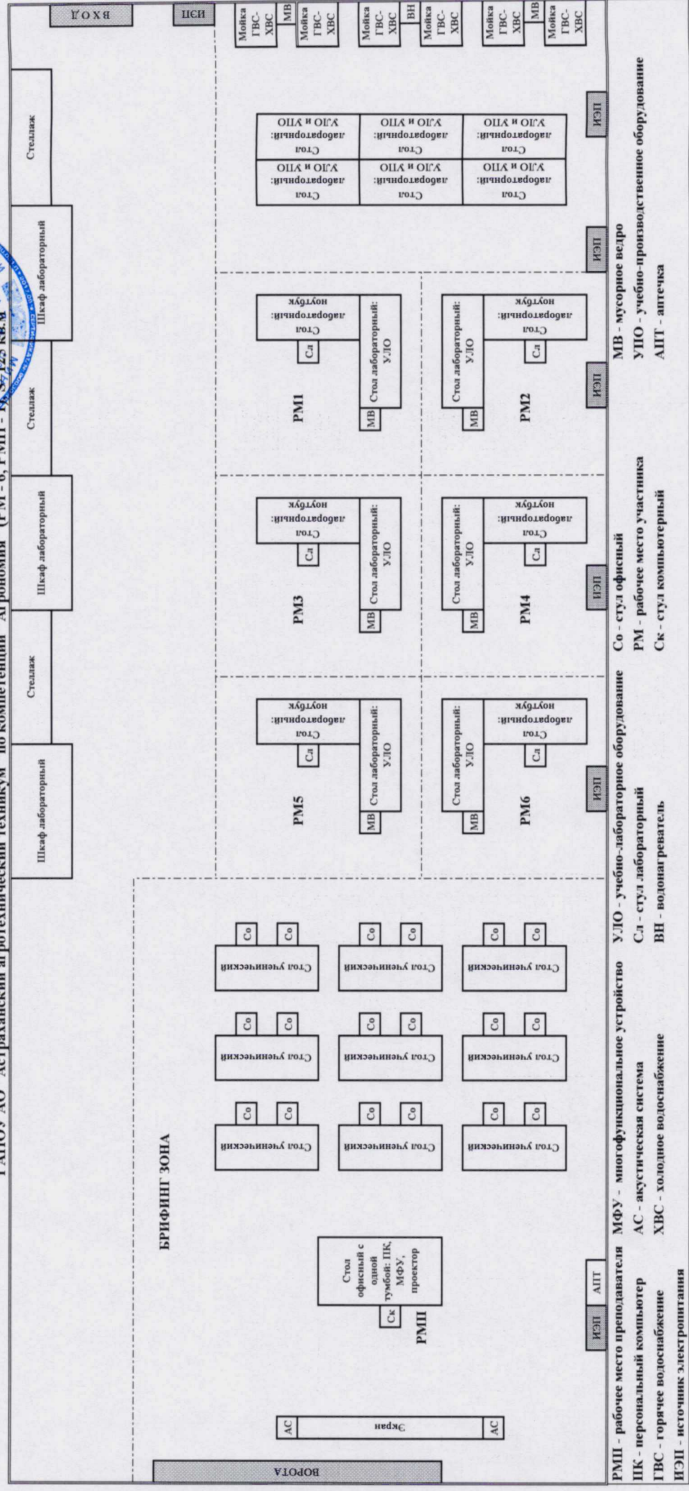 ГАПОУ АО "Астраханский агротехнический техникум" по компетенции "Агрономия" (РМ - 6, РМП - 125 кв.м
Шкаф лабораторный
Стеллаж
Шкаф лабораторный
Стеллаж
Шкаф лабораторный
Стеллаж
ВХОД
ИЭП
БРИФИНГ ЗОНА
ВОРОТА
АС
Экран
АС
Стол офисный с одной тумбой: ПК, МФУ, проектор
Ск
РМП
Стол ученический
Со
Со
Стол ученический
Со
Со
Стол ученический
Со
Со
Стол ученический
Со
Со
Стол ученический
Со
Со
Стол ученический
Со
Со
Стол ученический
Со
Со
Стол ученический
Со
Со
Стол ученический
Со
Со
РМ5
Сл
Стол лабораторный: ноутбук
МВ
Стол лабораторный: УЛО
РМ3
Сл
Стол лабораторный: ноутбук
МВ
Стол лабораторный: УЛО
РМ1
Сл
Стол лабораторный: ноутбук
МВ
Стол лабораторный: УЛО
РМ6
МВ
Стол лабораторный: УЛО
Сл
Стол лабораторный: ноутбук
РМ4
МВ
Стол лабораторный: УЛО
Сл
Стол лабораторный: ноутбук
РМ2
МВ
Стол лабораторный: УЛО
Сл
Стол лабораторный: ноутбук
Стол лабораторный: УЛО и УПО
Стол лабораторный: УЛО и УПО
Стол лабораторный: УЛО и УПО
Стол лабораторный: УЛО и УПО
Стол лабораторный: УЛО и УПО
Стол лабораторный: УЛО и УПО
Мойка ГВС-ХВС
МВ
Мойка ГВС-ХВС
Мойка ГВС-ХВС
ВН
Мойка ГВС-ХВС
Мойка ГВС-ХВС
МВ
Мойка ГВС-ХВС
ИЭП
АПТ
ИЭП
ИЭП
ИЭП
ИЭП
ИЭП
РМП - рабочее место преподавателя
ПК - персональный компьютер
ГВС - горячее водоснабжение
ИЭП - источник электропитания
МФУ - многофункциональное устройство
АС - акустическая система
ХВС - холодное водоснабжение
УЛО - учебно-лабораторное оборудование
Сл - стул лабораторный
ВН - водонагреватель
Со - стул офисный
РМ - рабочее место участника
Ск - стул компьютерный
МВ - мусорное ведро
УПО - учебно-производственное оборудование
АПТ - аптечка